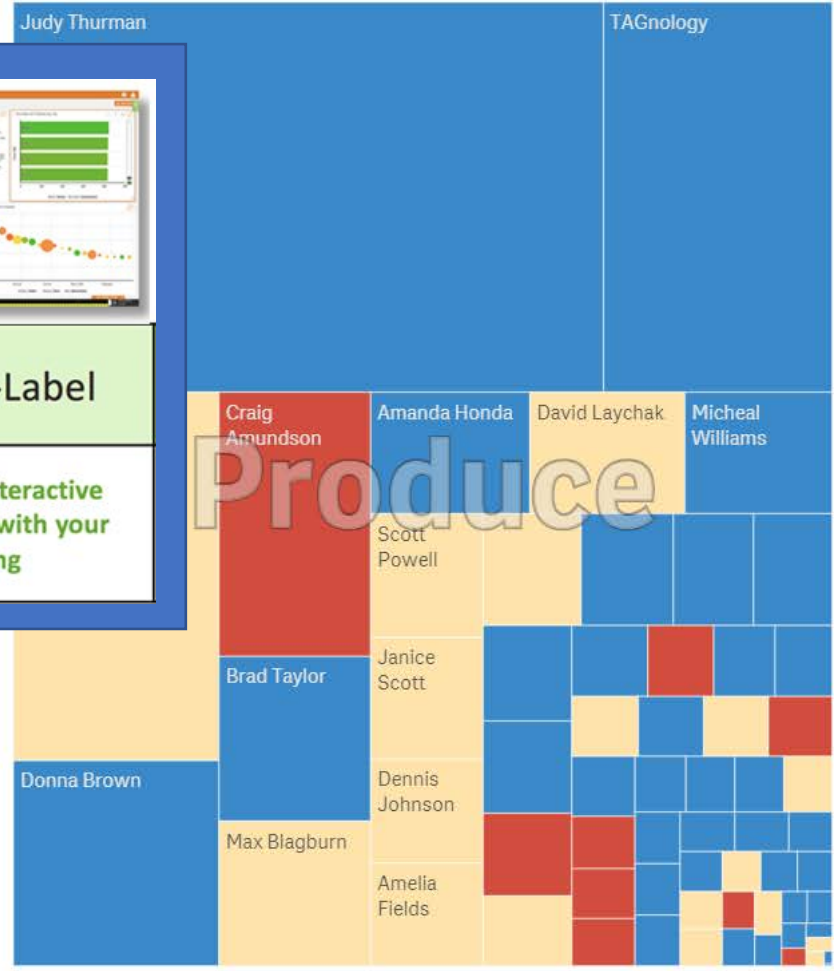 Judy Thurman
TAGnology
-Label
teractive
with your
ng
Craig
Amundson
Amanda Honda
David Laychak
Micheal
Williams
Produce
Scott
Powell
Janice
Scott
Brad Taylor
Donna Brown
Dennis
Johnson
Max Blagburn
Amelia
Fields